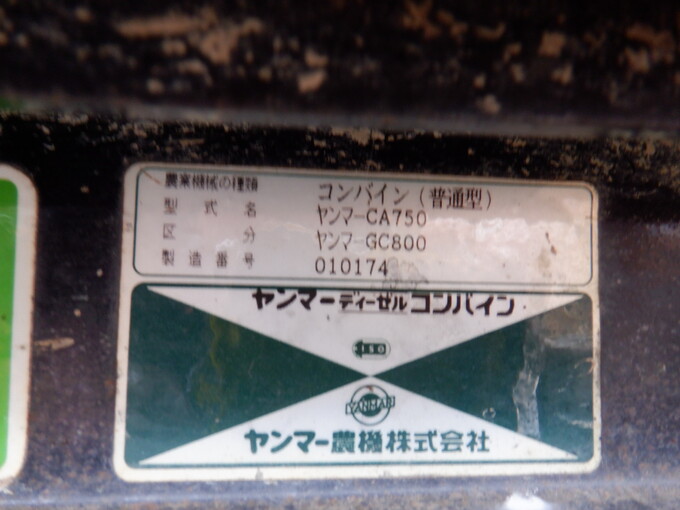 農業機械の種類 コンバイン(普通型)
型式名 ヤンマーCA750
区分 ヤンマーGC800
製造番号 010174
ヤンマーディーゼルコンバイン
ISO
YANMAR
ヤンマー農機株式会社